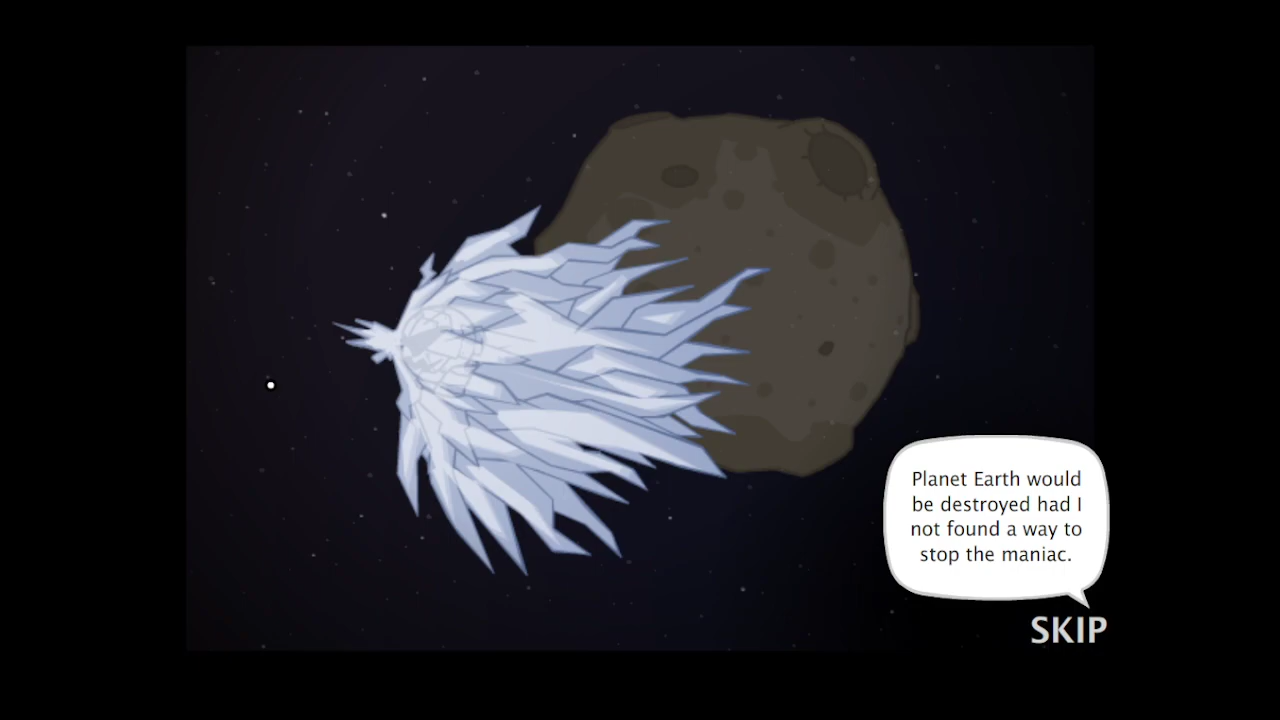 Planet Earth would
be destroyed had I
not found a way to
stop the maniac.
SKIP